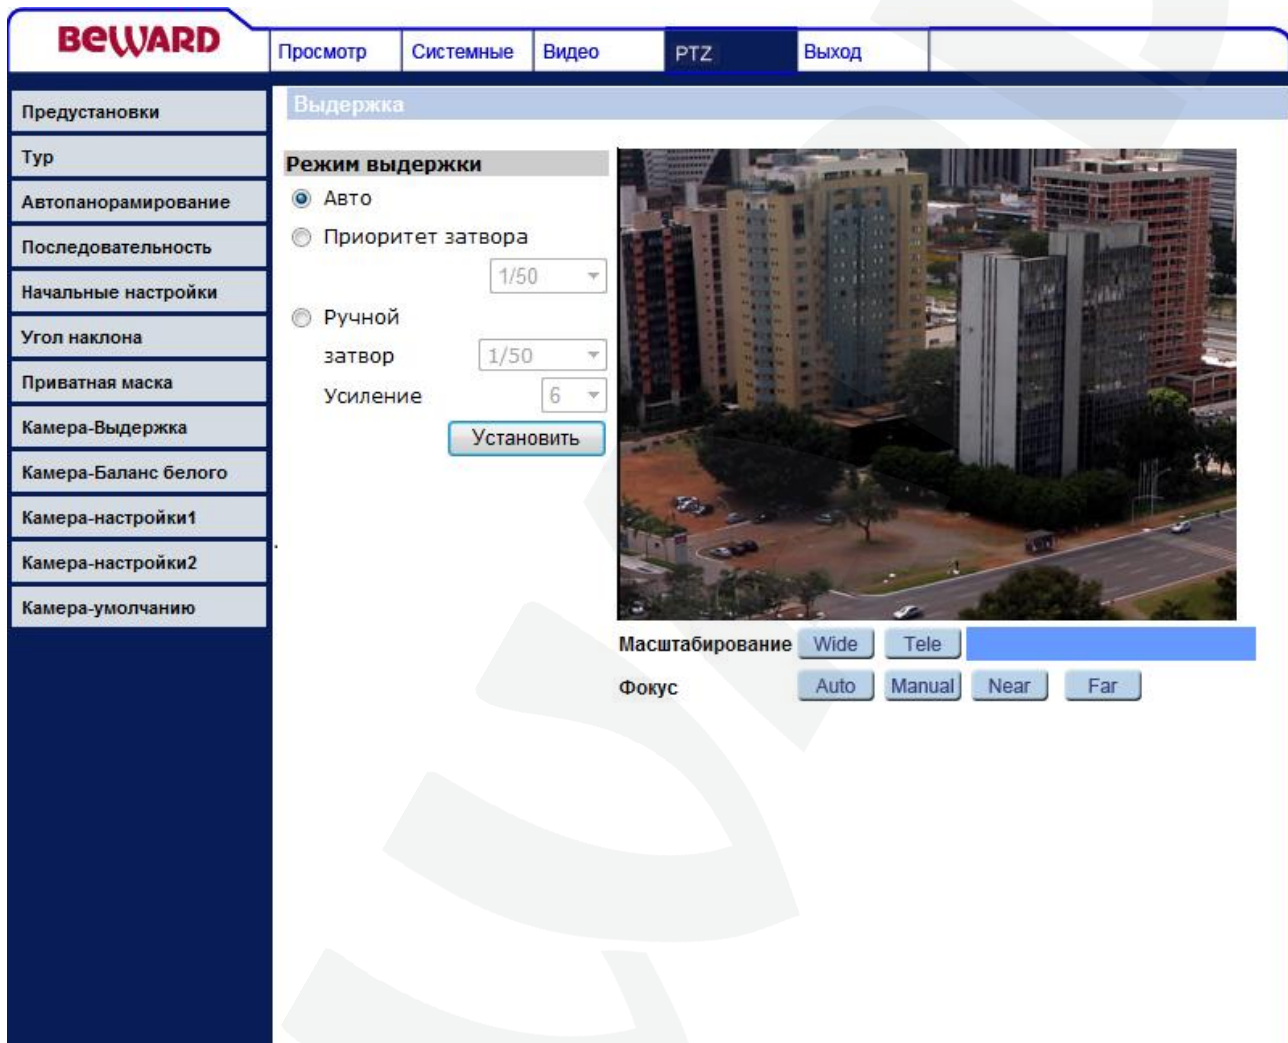 BEWARD
Просмотр Системные Видео PTZ Выход
Выдержка
Предустановки
Тур
Автопанорамирование
Последовательность
Начальные настройки
Угол наклона
Приватная маска
Камера-Выдержка
Камера-Баланс белого
Камера-настройки1
Камера-настройки2
Камера-умолчанию
Режим выдержки
Авто
Приоритет затвора
1/50
Ручной
затвор 1/50
Усиление 6
Установить
Масштабирование Wide Tele
Фокус Auto Manual Near Far